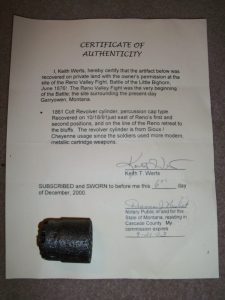 CERTIFICATE OF
AUTHENTICITY
I, Keith Werts, hereby certify that the artifact below was
recovered on private land with the owner's permission at the
site of the Reno Valley Fight, Battle of the Little Bighorn,
June 1876! The Reno Valley Fight was the very beginning
of the Battle; the site surrounding the present day
Garryowen, Montana.
1861 Colt Revolver cylinder, percussion cap type.
Recovered on 10/18/91 just east of Reno's first and
second positions, and on the line of the Reno retreat to
the bluffs. The revolver cylinder is from Sioux /
Cheyenne usage since the soldiers used more modern,
metallic cartridge weapons.
Keith T. Werts
SUBSCRIBED and SWORN to before me this day
of December, 2000.
Notary Public in and for the
State of Montana, residing in
Cascade County. My
commission expires